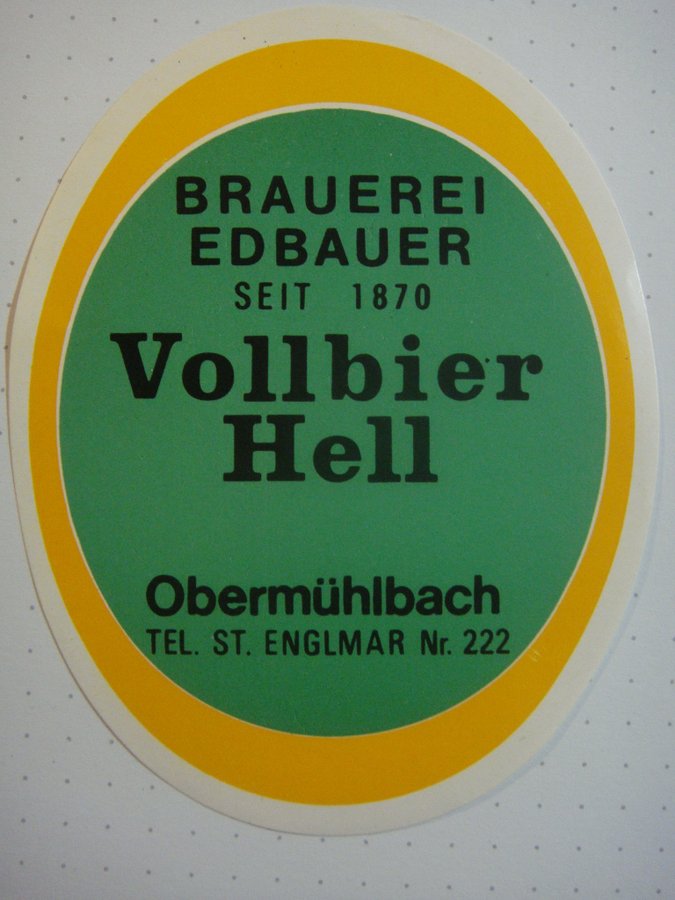 BRAUEREI
EDBAUER
SEIT 1870
Vollbier
Hell
Obermühlbach
TEL. ST. ENGLMAR Nr. 222